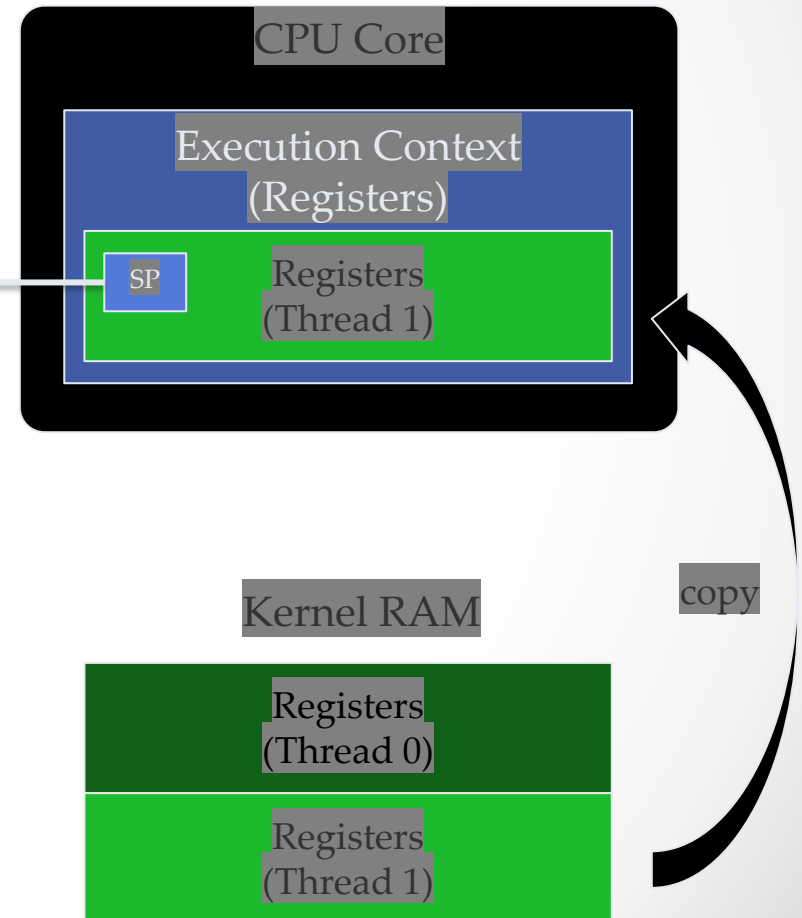 CPU Core
Execution Context
(Registers)
SP
Registers
(Thread 1)
copy
Kernel RAM
Registers
(Thread 0)
Registers
(Thread 1)